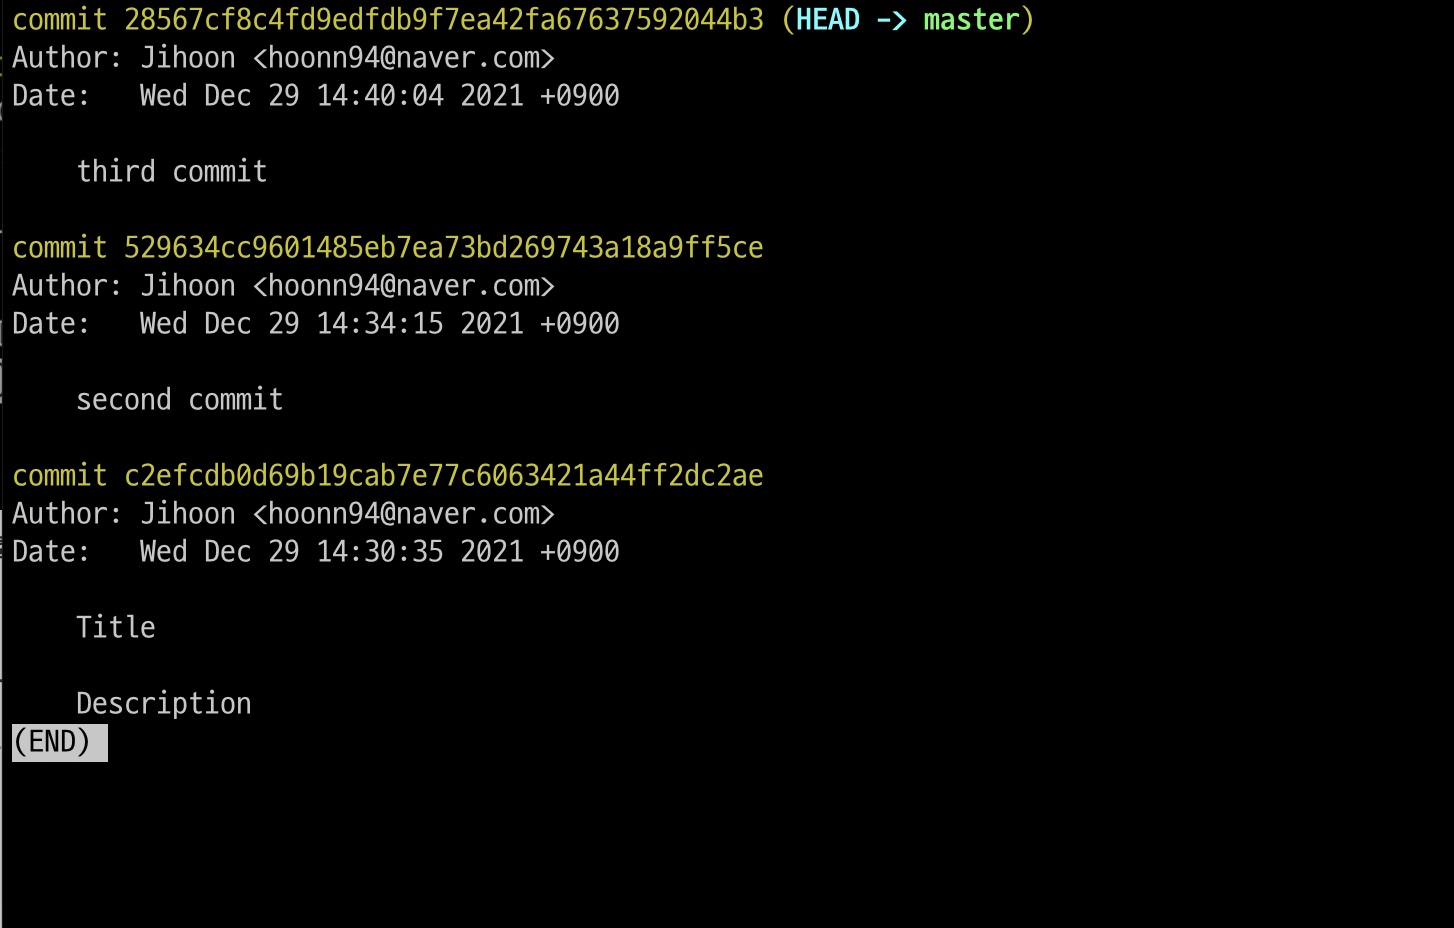 commit 28567cf8c4fd9edfdb9f7ea42fa67637592044b3 (HEAD -> master)
Author: Jihoon <hoonn94@naver.com>
Date:   Wed Dec 29 14:40:04 2021 +0900
third commit
commit 529634cc9601485eb7ea73bd269743a18a9ff5ce
Author: Jihoon <hoonn94@naver.com>
Date:   Wed Dec 29 14:34:15 2021 +0900
second commit
commit c2efcdb0d69b19cab7e77c6063421a44ff2dc2ae
Author: Jihoon <hoonn94@naver.com>
Date:   Wed Dec 29 14:30:35 2021 +0900
Title
Description
(END)